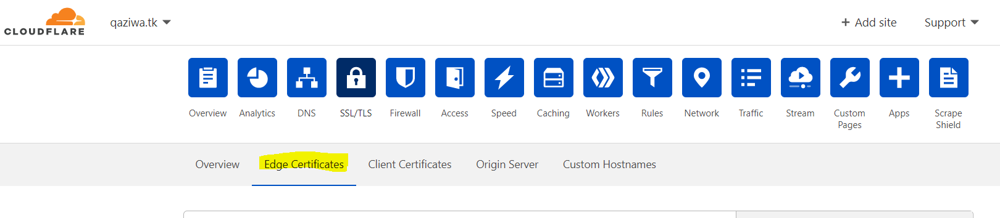 CLOUDFLARE
qaziwa.tk
+ Add site
Support
Overview Analytics DNS SSL/TLS Firewall Access Speed Caching Workers Rules Network Traffic Stream Custom Pages Apps Scrape Shield
Overview Edge Certificates Client Certificates Origin Server Custom Hostnames